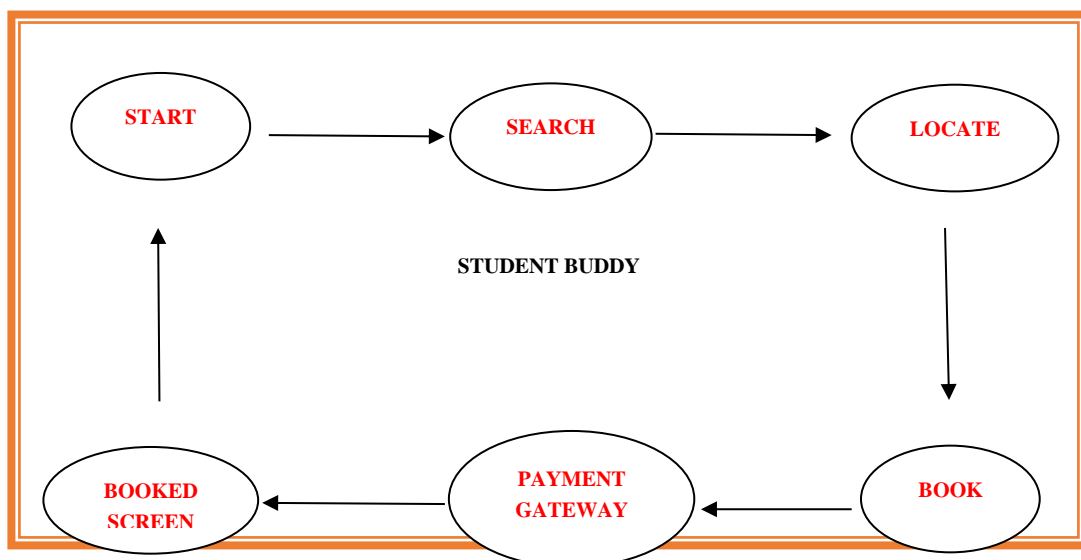 START
SEARCH
LOCATE
STUDENT BUDDY
BOOKED
SCREEN
PAYMENT
GATEWAY
BOOK